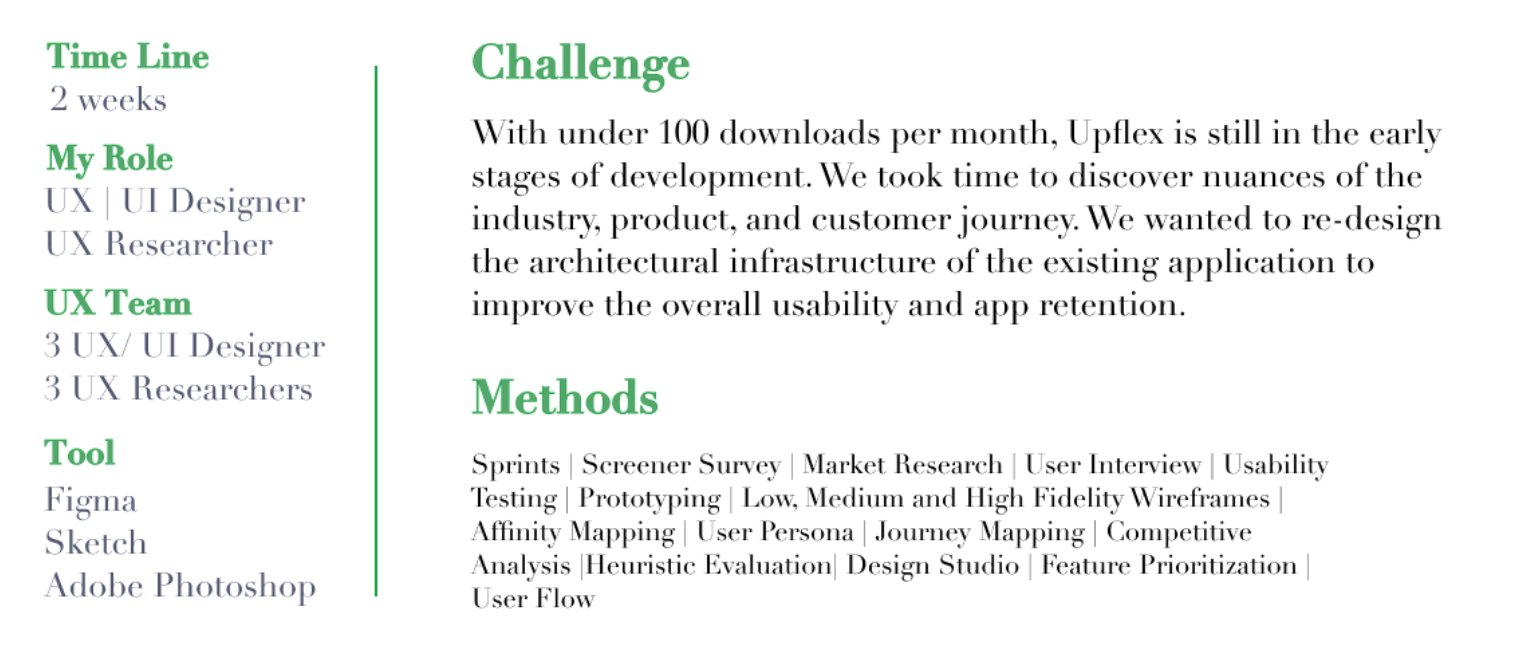 Time Line
2 weeks
My Role
UX | UI Designer
UX Researcher
UX Team
3 UX/ UI Designer
3 UX Researchers
Tool
Figma
Sketch
Adobe Photoshop
Challenge
With under 100 downloads per month, Upflex is still in the early
stages of development. We took time to discover nuances of the
industry, product, and customer journey. We wanted to re-design
the architectural infrastructure of the existing application to
improve the overall usability and app retention.
Methods
Sprints | Screener Survey | Market Research | User Interview | Usability
Testing | Prototyping | Low, Medium and High Fidelity Wireframes |
Affinity Mapping | User Persona | Journey Mapping | Competitive
Analysis |Heuristic Evaluation| Design Studio | Feature Prioritization |
User Flow